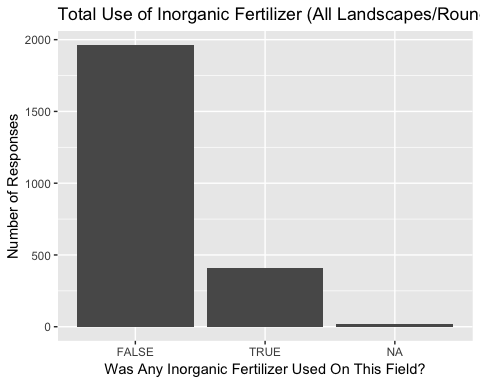 Total Use of Inorganic Fertilizer (All Landscapes/Roun
Number of Responses
2000
1500
1000
500
0
FALSE TRUE NA
Was Any Inorganic Fertilizer Used On This Field?